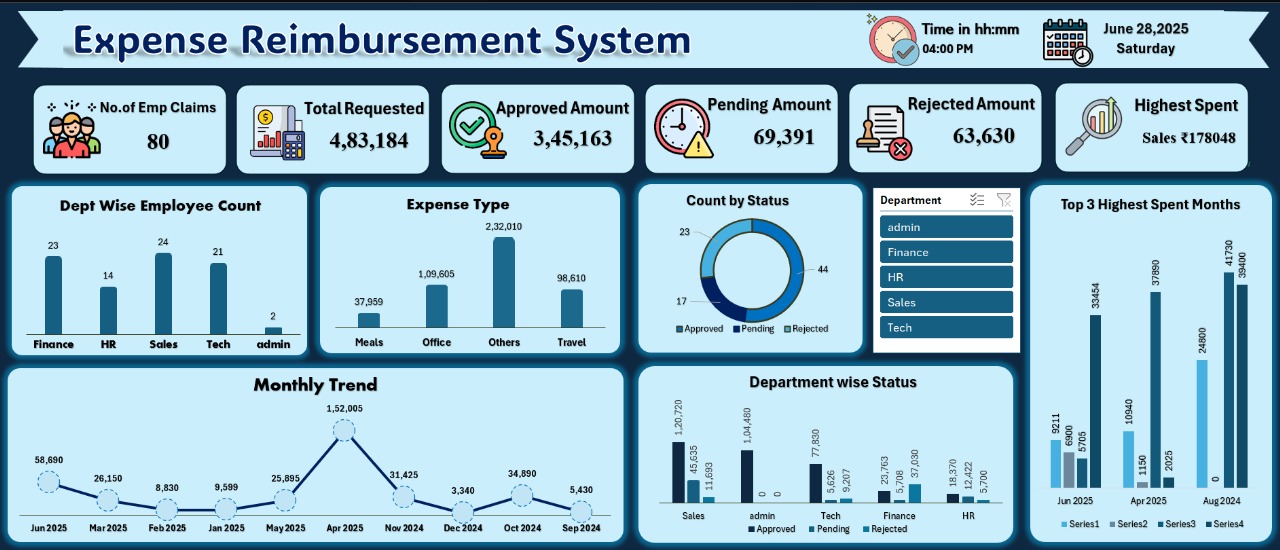 Expense Reimbursement System
Time in hh:mm
04:00 PM
June 28,2025
Saturday
No.of Emp Claims
80
Total Requested
4,83,184
Approved Amount
3,45,163
Pending Amount
69,391
Rejected Amount
63,630
Highest Spent
Sales ₹178048
Dept Wise Employee Count
23
14
24
21
2
Finance HR Sales Tech admin
Expense Type
37,959
1,09,605
2,32,010
98,610
Meals Office Others Travel
Count by Status
23
44
17
Approved Pending Rejected
Department
admin
Finance
HR
Sales
Tech
Top 3 Highest Spent Months
9211
6900
5705
33454
10940
1150
37890
2025
24800
0
41730
39400
Jun 2025 Apr 2025 Aug 2024
Series1 Series2 Series3 Series4
Monthly Trend
58,690
26,150
8,830
9,599
25,895
1,52,005
31,425
3,340
34,890
5,430
Jun 2025 Mar 2025 Feb 2025 Jan 2025 May 2025 Apr 2025 Nov 2024 Dec 2024 Oct 2024 Sep 2024
Department wise Status
1,20,720
45,635
11,693
1,04,480
0
0
77,830
5,626
9,207
23,763
5,708
37,030
18,370
12,422
5,700
Sales admin Tech Finance HR
Approved Pending Rejected